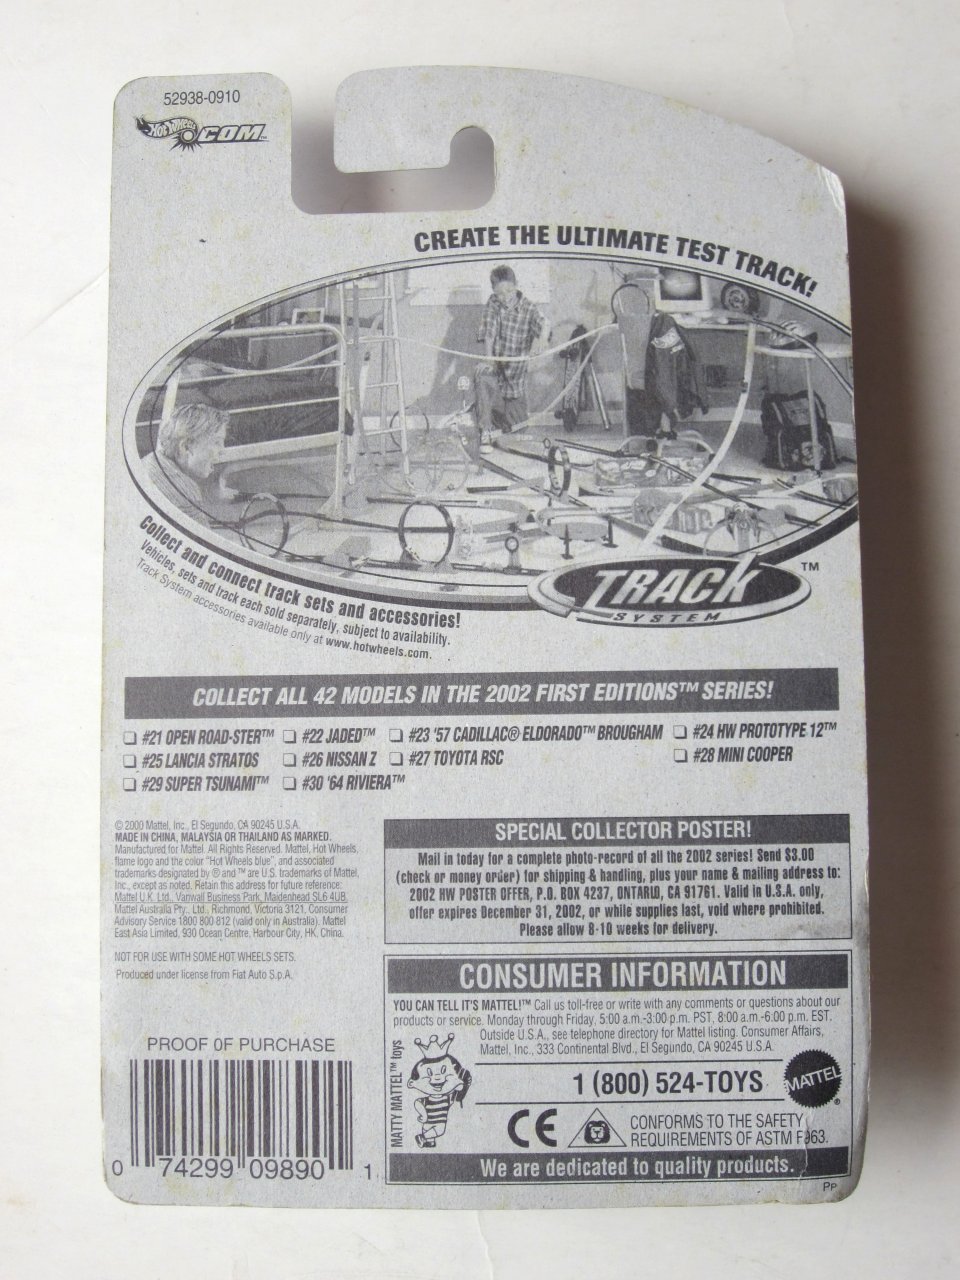 52938-0910
Hot Wheels.COM™
CREATE THE ULTIMATE TEST TRACK!
Collect and connect track sets and accessories!
Vehicles, sets and track each sold separately, subject to availability.
Track System accessories available only at www.hotwheels.com.
TRACK™
SYSTEM
COLLECT ALL 42 MODELS IN THE 2002 FIRST EDITIONS™ SERIES!
❏ #21 OPEN ROAD-STER™ ❏ #22 JADED™ ❏ #23 '57 CADILLAC® ELDORADO™ BROUGHAM ❏ #24 HW PROTOTYPE 12™
❏ #25 LANCIA STRATOS ❏ #26 NISSAN Z ❏ #27 TOYOTA RSC ❏ #28 MINI COOPER
❏ #29 SUPER TSUNAMI™ ❏ #30 '64 RIVIERA™
© 2000 Mattel, Inc., El Segundo, CA 90245 U.S.A.
MADE IN CHINA, MALAYSIA OR THAILAND AS MARKED.
Manufactured for Mattel. All Rights Reserved. Mattel, Hot Wheels,
flame logo and the color "Hot Wheels blue", and associated
trademarks designated by ® and ™ are U.S. trademarks of Mattel,
Inc., except as noted. Retain this address for future reference:
Mattel U.K. Ltd., Vanwall Business Park, Maidenhead SL6 4UB.
Mattel Australia Pty., Ltd., Richmond, Victoria 3121. Consumer
Advisory Service 1800 800 812 (valid only in Australia). Mattel
East Asia Limited, 930 Ocean Centre, Harbour City, HK, China.
NOT FOR USE WITH SOME HOT WHEELS SETS.
Produced under license from Fiat Auto S.p.A.
PROOF OF PURCHASE
0 74299 09890 1
SPECIAL COLLECTOR POSTER!
Mail in today for a complete photo-record of all the 2002 series! Send $3.00
(check or money order) for shipping & handling, plus your name & mailing address to:
2002 HW POSTER OFFER, P.O. BOX 4237, ONTARIO, CA 91761. Valid in U.S.A. only,
offer expires December 31, 2002, or while supplies last, void where prohibited.
Please allow 8-10 weeks for delivery.
CONSUMER INFORMATION
YOU CAN TELL IT'S MATTEL!™ Call us toll-free or write with any comments or questions about our
products or service. Monday through Friday, 5:00 a.m.-3:00 p.m. PST, 8:00 a.m.-6:00 p.m. EST.
Outside U.S.A., see telephone directory for Mattel listing. Consumer Affairs,
Mattel, Inc., 333 Continental Blvd., El Segundo, CA 90245 U.S.A.
MATTY MATTEL™ toys
1 (800) 524-TOYS
MATTEL®
CE
CONFORMS TO THE SAFETY
REQUIREMENTS OF ASTM F963.
We are dedicated to quality products.
PP